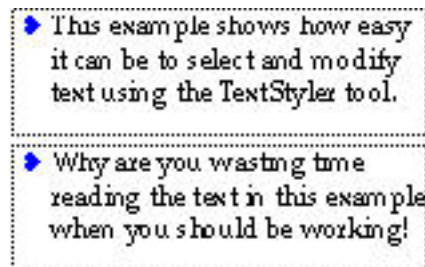 This example shows how easy
it can be to select and modify
text using the TextStyler tool.
Why are you wasting time
reading the text in this example
when you should be working!